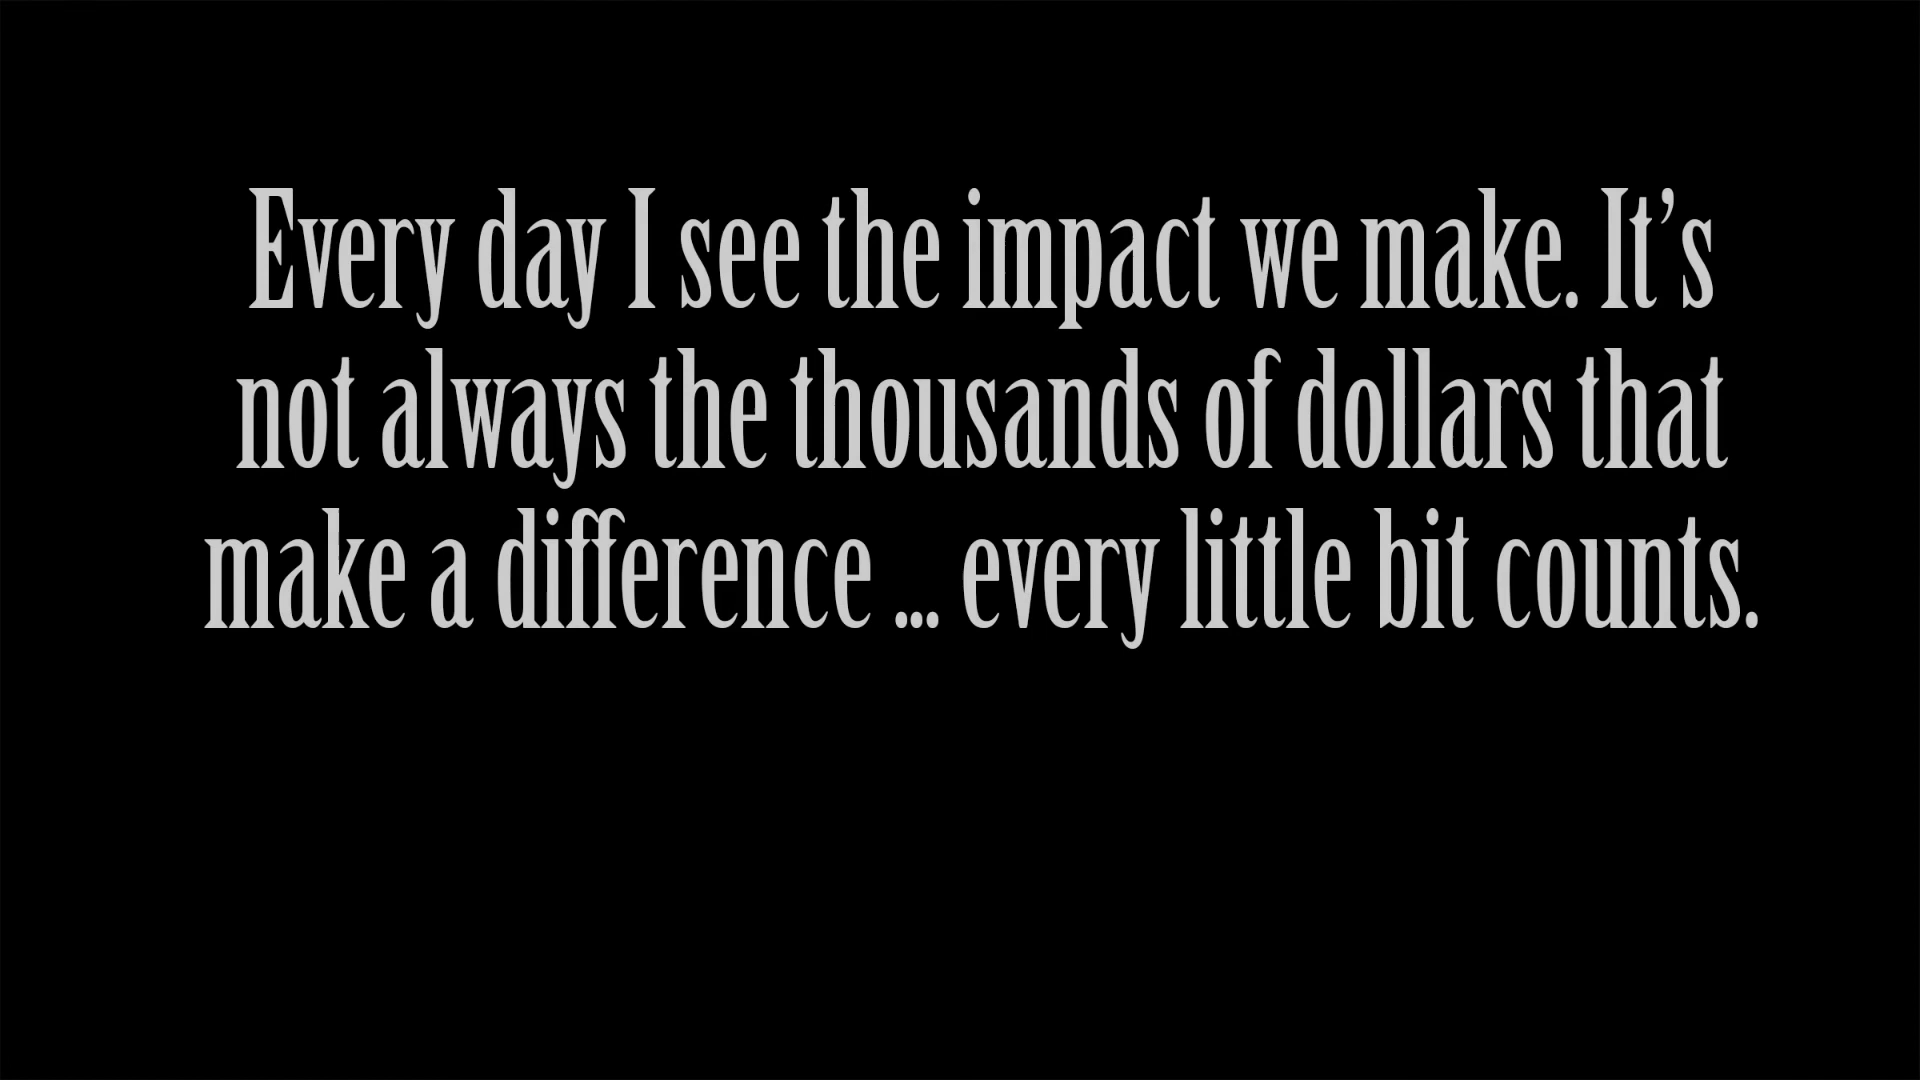 Every day I see the impact we make. It’s
not always the thousands of dollars that
make a difference ... every little bit counts.